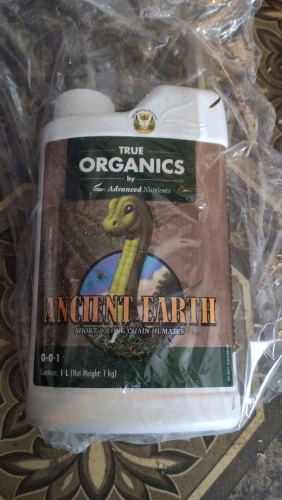 TRUE
ORGANICS
by
Advanced Nutrients
ANCIENT EARTH
SHORT & LONG CHAIN HUMATES
0-0-1
Contents: 1 L (Net Weight: 1 kg)